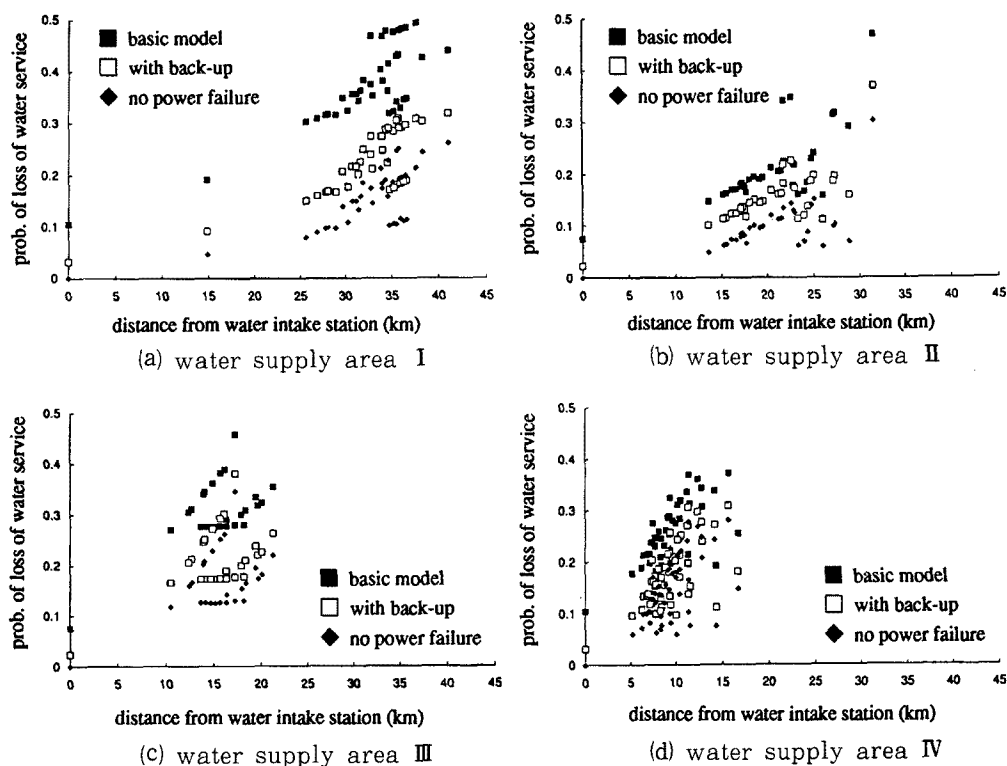 prob. of loss of water service
0.5
0.4
0.3
0.2
0.1
0
■ basic model
□ with back-up
◆ no power failure
0 5 10 15 20 25 30 35 40 45
distance from water intake station (km)
(a) water supply area Ⅰ
prob. of loss of water service
0.5
0.4
0.3
0.2
0.1
0
■ basic model
□ with back-up
◆ no power failure
0 5 10 15 20 25 30 35 40 45
distance from water intake station (km)
(b) water supply area Ⅱ
prob. of loss of water service
0.5
0.4
0.3
0.2
0.1
0
■ basic model
□ with back-up
◆ no power failure
0 5 10 15 20 25 30 35 40 45
distance from water intake station (km)
(c) water supply area Ⅲ
prob. of loss of water service
0.5
0.4
0.3
0.2
0.1
0
■ basic model
□ with back-up
◆ no power failure
0 5 10 15 20 25 30 35 40 45
distance from water intake station (km)
(d) water supply area Ⅳ